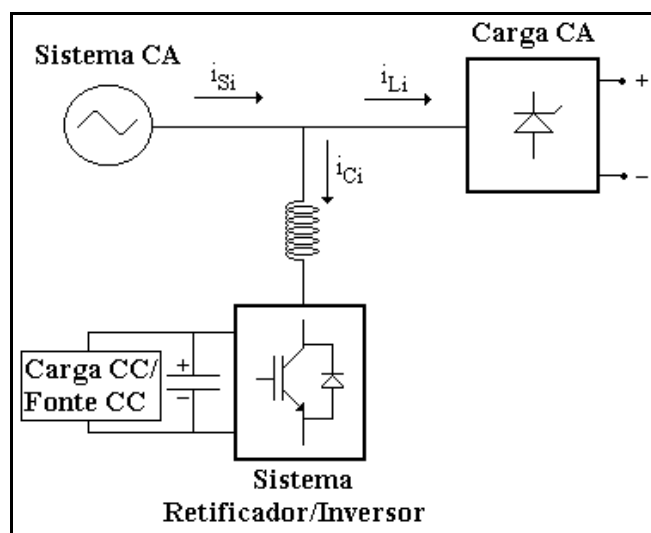 Sistema CA
Carga CA
iSi
iLi
+
−
iCi
Carga CC/
Fonte CC
+
−
Sistema
Retificador/Inversor